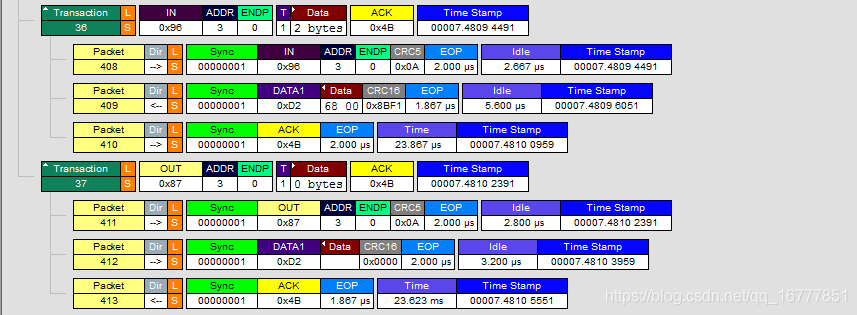 Transaction L IN ADDR ENDP T Data ACK Time Stamp
36 S 0x96 3 0 1 2 bytes 0x4B 00007.4809 4491
Packet Dir L Sync IN ADDR ENDP CRC5 EOP Idle Time Stamp
408 --> S 00000001 0x96 3 0 0x0A 2.000 µs 2.667 µs 00007.4809 4491
Packet Dir L Sync DATA1 Data CRC16 EOP Idle Time Stamp
409 <-- S 00000001 0xD2 68 00 0x8BF1 1.867 µs 5.600 µs 00007.4809 6051
Packet Dir L Sync ACK EOP Time Time Stamp
410 --> S 00000001 0x4B 2.000 µs 23.867 µs 00007.4810 0959
Transaction L OUT ADDR ENDP T Data ACK Time Stamp
37 S 0x87 3 0 1 0 bytes 0x4B 00007.4810 2391
Packet Dir L Sync OUT ADDR ENDP CRC5 EOP Idle Time Stamp
411 --> S 00000001 0x87 3 0 0x0A 2.000 µs 2.800 µs 00007.4810 2391
Packet Dir L Sync DATA1 Data CRC16 EOP Idle Time Stamp
412 --> S 00000001 0xD2 0x0000 2.000 µs 3.200 µs 00007.4810 3959
Packet Dir L Sync ACK EOP Time Time Stamp
413 <-- S 00000001 0x4B 1.867 µs 23.623 ms 00007.4810 5551
https://blog.csdn.net/qq_16777851